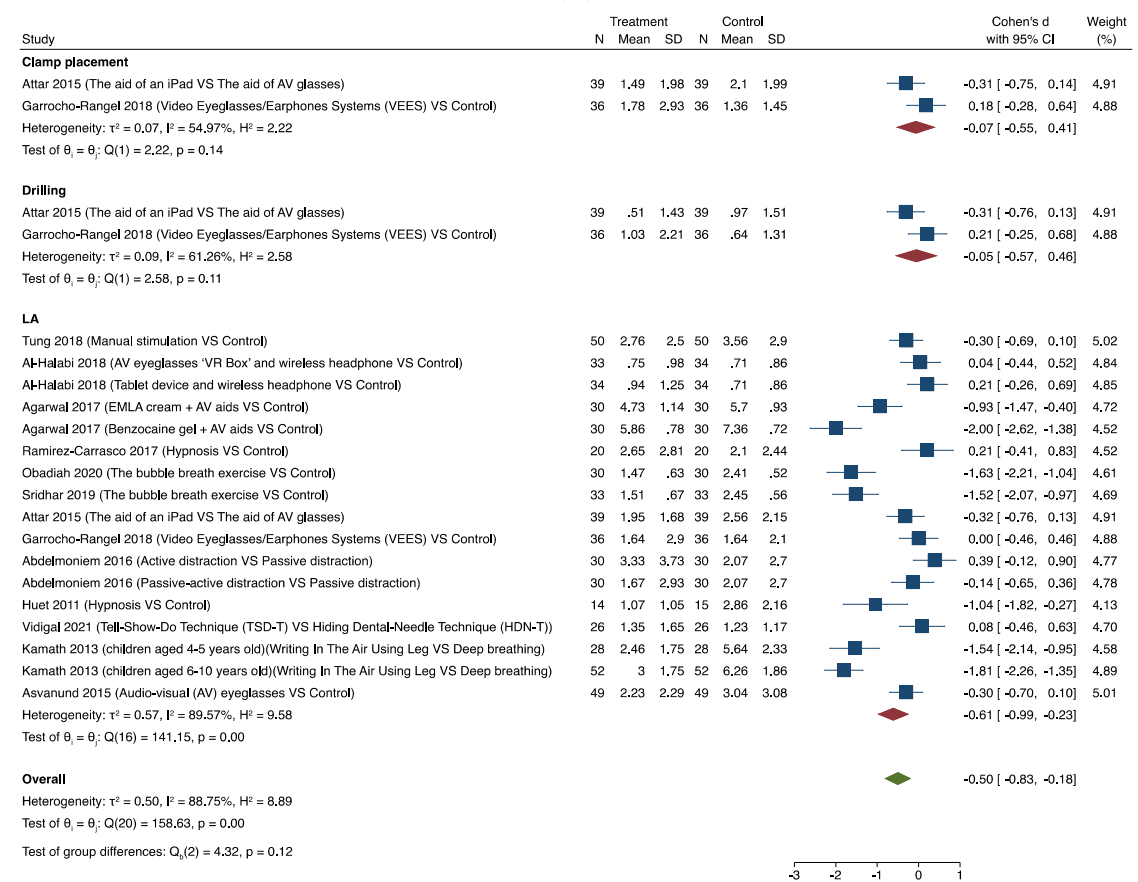 Treatment Control Cohen's d Weight
Study N Mean SD N Mean SD with 95% CI (%)
Clamp placement
Attar 2015 (The aid of an iPad VS The aid of AV glasses) 39 1.49 1.98 39 2.1 1.99 -0.31 [ -0.75, 0.14] 4.91
Garrocho-Rangel 2018 (Video Eyeglasses/Earphones Systems (VEES) VS Control) 36 1.78 2.93 36 1.36 1.45 0.18 [ -0.28, 0.64] 4.88
Heterogeneity: τ² = 0.07, I² = 54.97%, H² = 2.22 -0.07 [ -0.55, 0.41]
Test of θᵢ = θⱼ: Q(1) = 2.22, p = 0.14
Drilling
Attar 2015 (The aid of an iPad VS The aid of AV glasses) 39 .51 1.43 39 .97 1.51 -0.31 [ -0.76, 0.13] 4.91
Garrocho-Rangel 2018 (Video Eyeglasses/Earphones Systems (VEES) VS Control) 36 1.03 2.21 36 .64 1.31 0.21 [ -0.25, 0.68] 4.88
Heterogeneity: τ² = 0.09, I² = 61.26%, H² = 2.58 -0.05 [ -0.57, 0.46]
Test of θᵢ = θⱼ: Q(1) = 2.58, p = 0.11
LA
Tung 2018 (Manual stimulation VS Control) 50 2.76 2.5 50 3.56 2.9 -0.30 [ -0.69, 0.10] 5.02
Al-Halabi 2018 (AV eyeglasses ‘VR Box’ and wireless headphone VS Control) 33 .75 .98 34 .71 .86 0.04 [ -0.44, 0.52] 4.84
Al-Halabi 2018 (Tablet device and wireless headphone VS Control) 34 .94 1.25 34 .71 .86 0.21 [ -0.26, 0.69] 4.85
Agarwal 2017 (EMLA cream + AV aids VS Control) 30 4.73 1.14 30 5.7 .93 -0.93 [ -1.47, -0.40] 4.72
Agarwal 2017 (Benzocaine gel + AV aids VS Control) 30 5.86 .78 30 7.36 .72 -2.00 [ -2.62, -1.38] 4.52
Ramirez-Carrasco 2017 (Hypnosis VS Control) 20 2.65 2.81 20 2.1 2.44 0.21 [ -0.41, 0.83] 4.52
Obadiah 2020 (The bubble breath exercise VS Control) 30 1.47 .63 30 2.41 .52 -1.63 [ -2.21, -1.04] 4.61
Sridhar 2019 (The bubble breath exercise VS Control) 33 1.51 .67 33 2.45 .56 -1.52 [ -2.07, -0.97] 4.69
Attar 2015 (The aid of an iPad VS The aid of AV glasses) 39 1.95 1.68 39 2.56 2.15 -0.32 [ -0.76, 0.13] 4.91
Garrocho-Rangel 2018 (Video Eyeglasses/Earphones Systems (VEES) VS Control) 36 1.64 2.9 36 1.64 2.1 0.00 [ -0.46, 0.46] 4.88
Abdelmoniem 2016 (Active distraction VS Passive distraction) 30 3.33 3.73 30 2.07 2.7 0.39 [ -0.12, 0.90] 4.77
Abdelmoniem 2016 (Passive-active distraction VS Passive distraction) 30 1.67 2.93 30 2.07 2.7 -0.14 [ -0.65, 0.36] 4.78
Huet 2011 (Hypnosis VS Control) 14 1.07 1.05 15 2.86 2.16 -1.04 [ -1.82, -0.27] 4.13
Vidigal 2021 (Tell-Show-Do Technique (TSD-T) VS Hiding Dental-Needle Technique (HDN-T)) 26 1.35 1.65 26 1.23 1.17 0.08 [ -0.46, 0.63] 4.70
Kamath 2013 (children aged 4-5 years old)(Writing In The Air Using Leg VS Deep breathing) 28 2.46 1.75 28 5.64 2.33 -1.54 [ -2.14, -0.95] 4.58
Kamath 2013 (children aged 6-10 years old)(Writing In The Air Using Leg VS Deep breathing) 52 3 1.75 52 6.26 1.86 -1.81 [ -2.26, -1.35] 4.89
Asvanund 2015 (Audio-visual (AV) eyeglasses VS Control) 49 2.23 2.29 49 3.04 3.08 -0.30 [ -0.70, 0.10] 5.01
Heterogeneity: τ² = 0.57, I² = 89.57%, H² = 9.58 -0.61 [ -0.99, -0.23]
Test of θᵢ = θⱼ: Q(16) = 141.15, p = 0.00
Overall -0.50 [ -0.83, -0.18]
Heterogeneity: τ² = 0.50, I² = 88.75%, H² = 8.89
Test of θᵢ = θⱼ: Q(20) = 158.63, p = 0.00
Test of group differences: Q_b(2) = 4.32, p = 0.12
-3 -2 -1 0 1